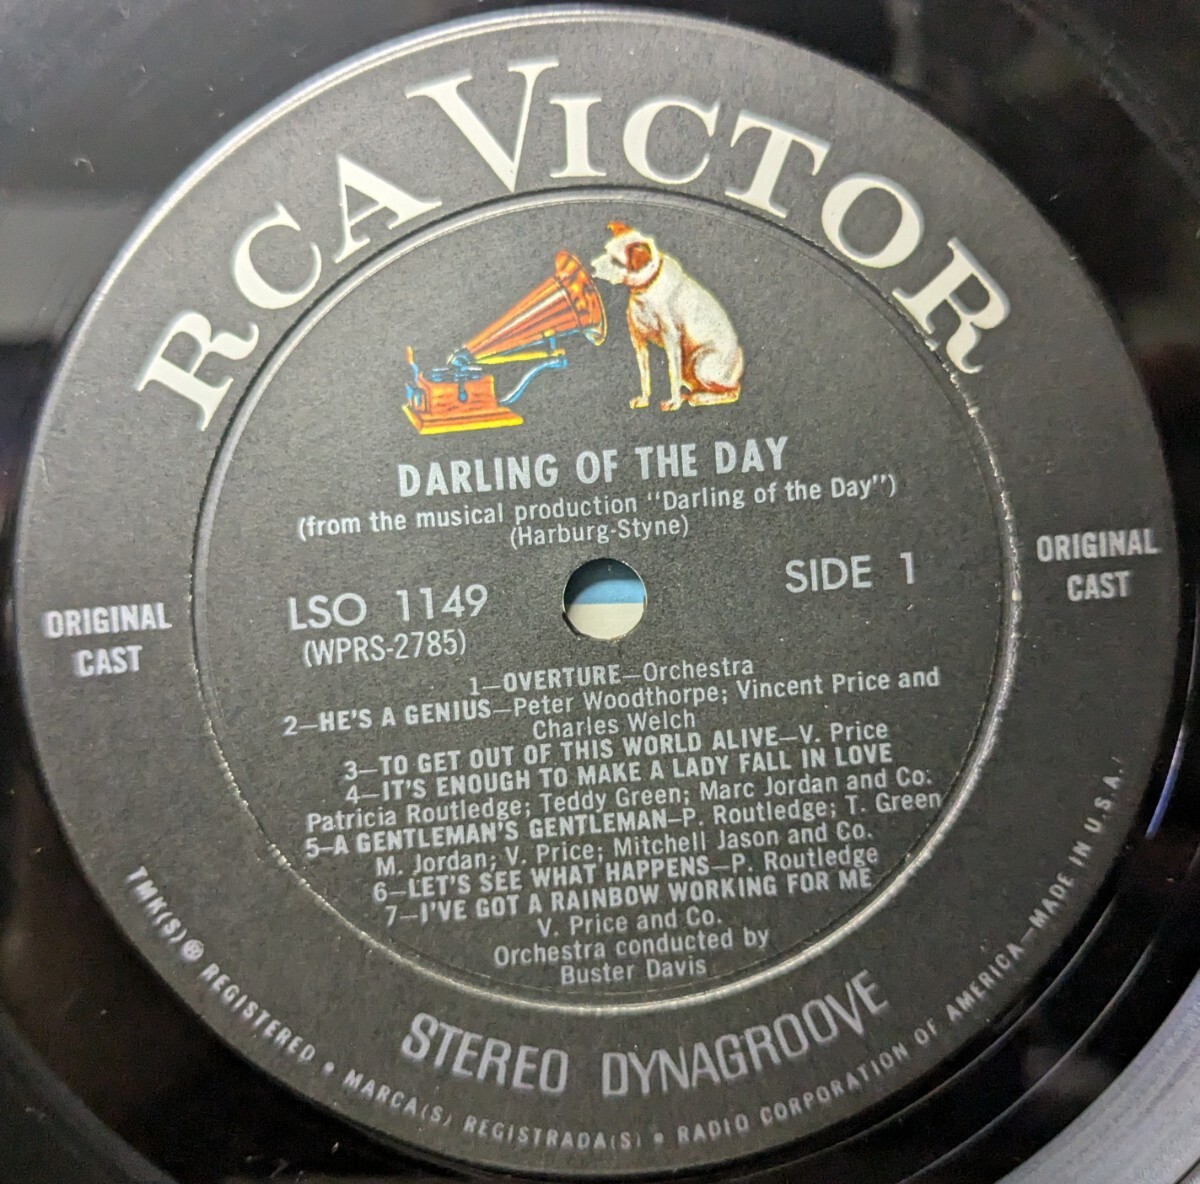 RCA VICTOR
DARLING OF THE DAY
(from the musical production "Darling of the Day")
(Harburg-Styne)
LSO 1149
(WPRS-2785)
SIDE 1
ORIGINAL
CAST
ORIGINAL
CAST
1—OVERTURE—Orchestra
2—HE'S A GENIUS—Peter Woodthorpe; Vincent Price and
Charles Welch
3—TO GET OUT OF THIS WORLD ALIVE—V. Price
4—IT'S ENOUGH TO MAKE A LADY FALL IN LOVE
Patricia Routledge; Teddy Green; Marc Jordan and Co.
5—A GENTLEMAN'S GENTLEMAN—P. Routledge; T. Green
M. Jordan; V. Price; Mitchell Jason and Co.
6—LET'S SEE WHAT HAPPENS—P. Routledge
7—I'VE GOT A RAINBOW WORKING FOR ME
V. Price and Co.
Orchestra conducted by
Buster Davis
STEREO DYNAGROOVE
TMK(S) ® REGISTERED • MARCA(S) REGISTRADA(S) • RADIO CORPORATION OF AMERICA—MADE IN U.S.A.